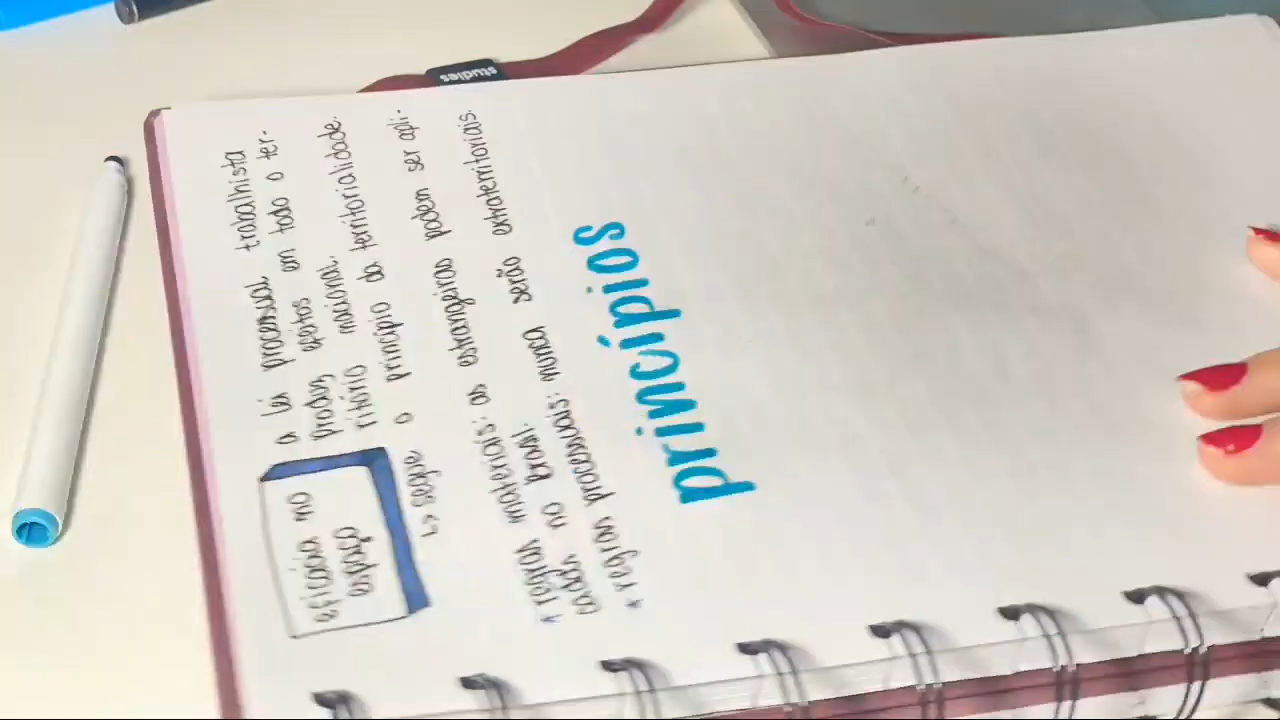 eficácia no
espaço
a lei processual trabalhista
produz efeitos em todo o ter-
ritório nacional.
↳ segue o princípio da territorialidade.
* regras materiais: as estrangeiras podem ser apli-
cadas no brasil.
* regras processuais: nunca serão extraterritoriais.
princípios
studies